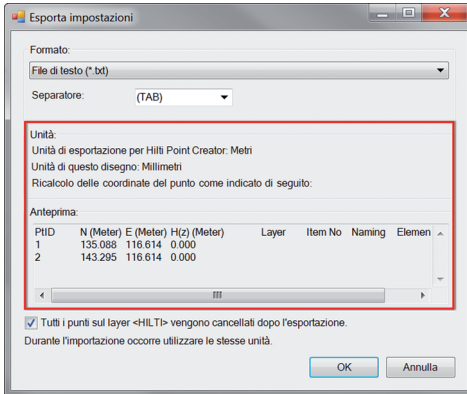 Esporta impostazioni
Formato:
File di testo (*.txt)
Separatore: (TAB)
Unità:
Unità di esportazione per Hilti Point Creator: Metri
Unità di questo disegno: Millimetri
Ricalcolo delle coordinate del punto come indicato di seguito:
Anteprima:
PtID N (Meter) E (Meter) H(z) (Meter) Layer Item No Naming Elemen
1 135.088 116.614 0.000
2 143.295 116.614 0.000
Tutti i punti sul layer <HILTI> vengono cancellati dopo l'esportazione.
Durante l'importazione occorre utilizzare le stesse unità.
OK Annulla